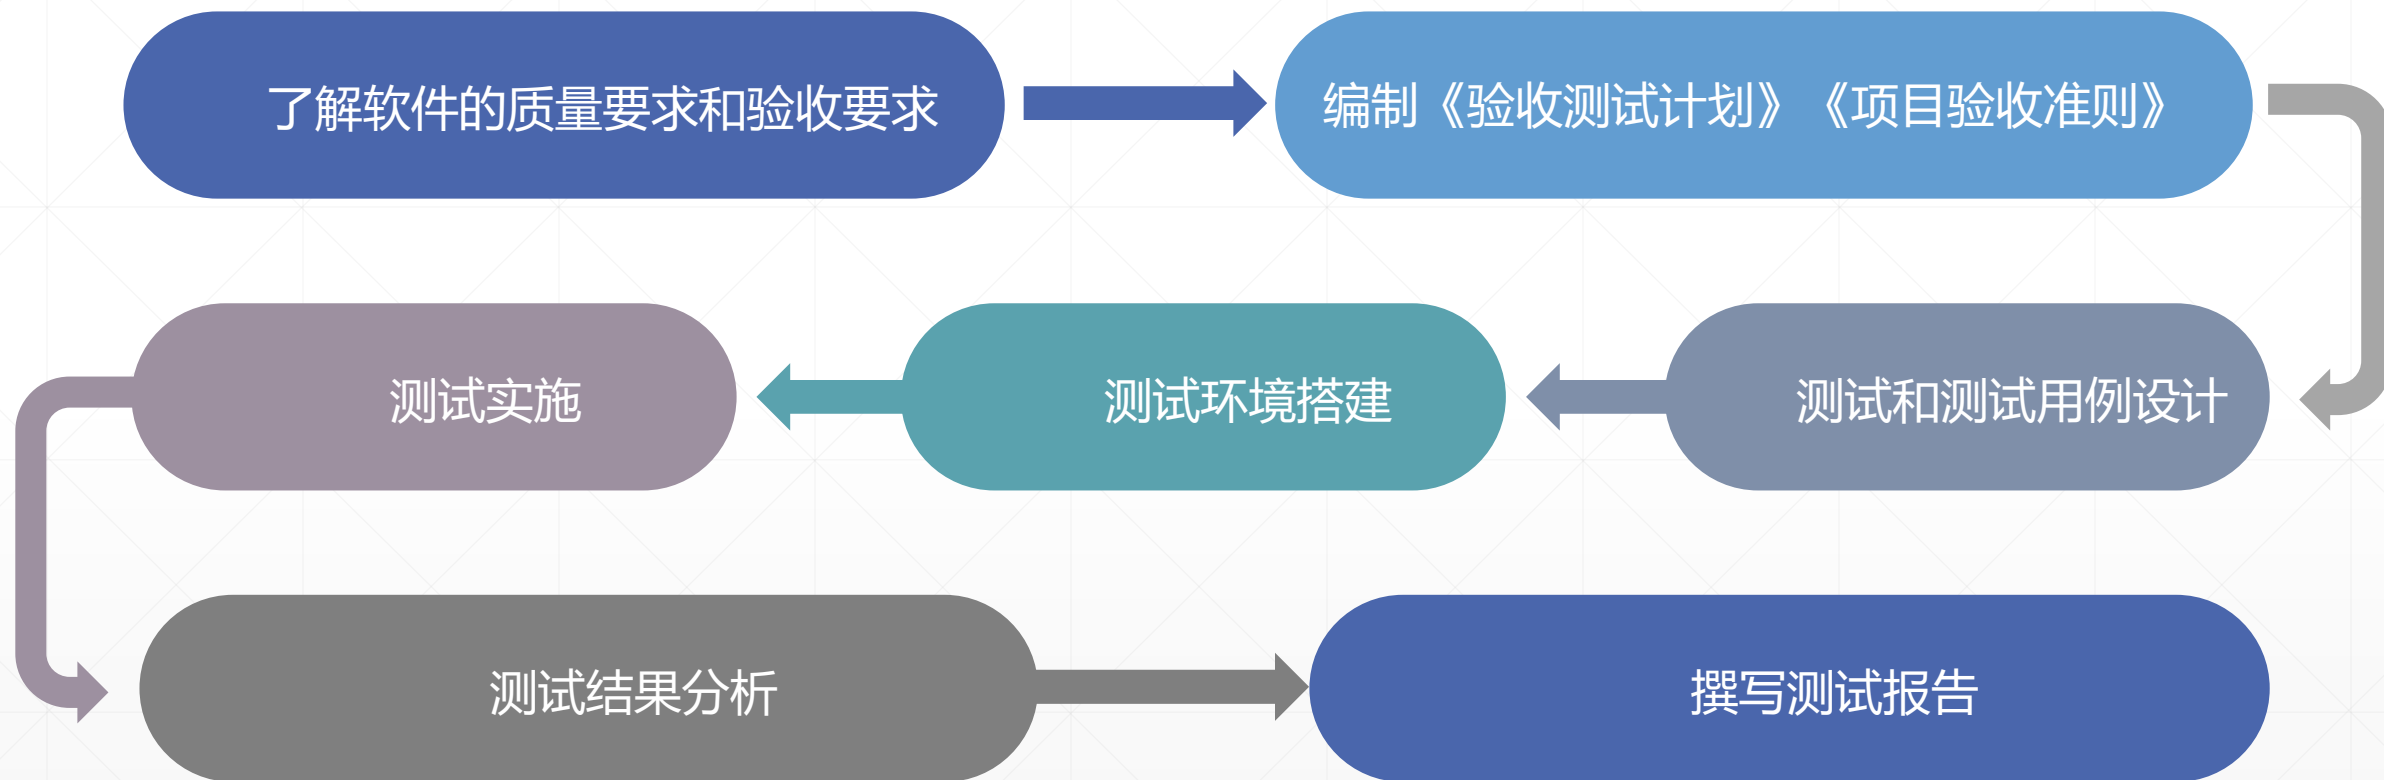 了解软件的质量要求和验收要求
编制《验收测试计划》《项目验收准则》
测试和测试用例设计
测试环境搭建
测试实施
测试结果分析
撰写测试报告